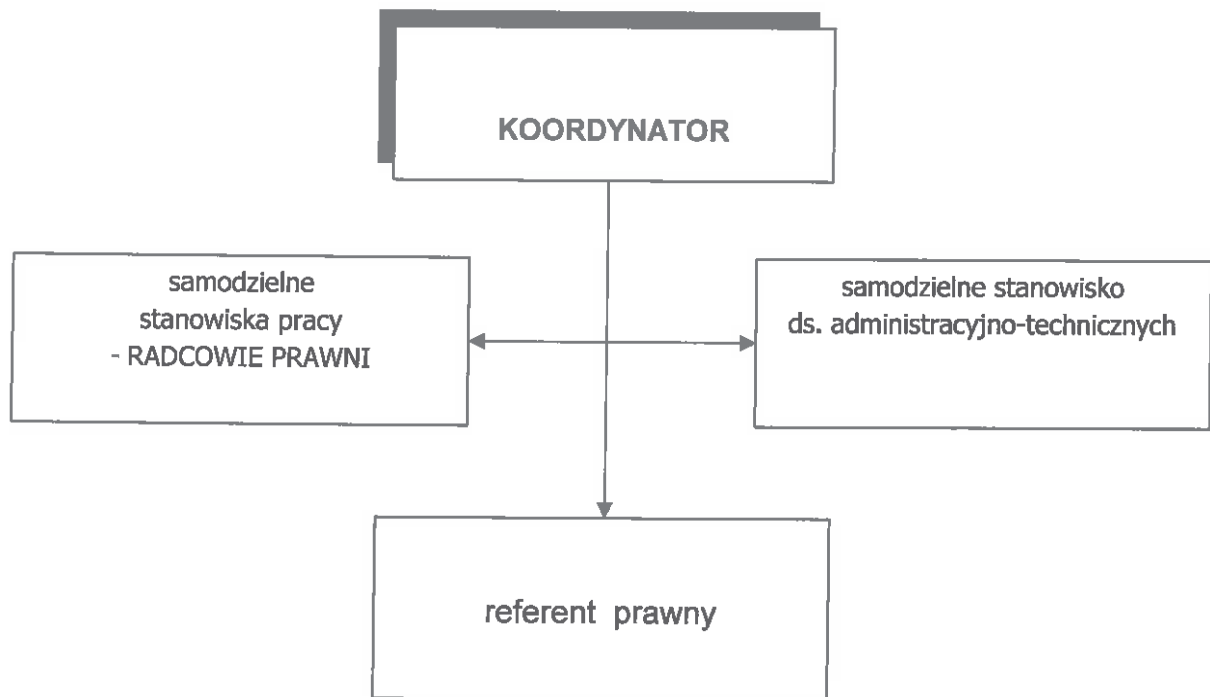 KOORDYNATOR
samodzielne
stanowiska pracy
- RADCOWIE PRAWNI
samodzielne stanowisko
ds. administracyjno-technicznych
referent prawny